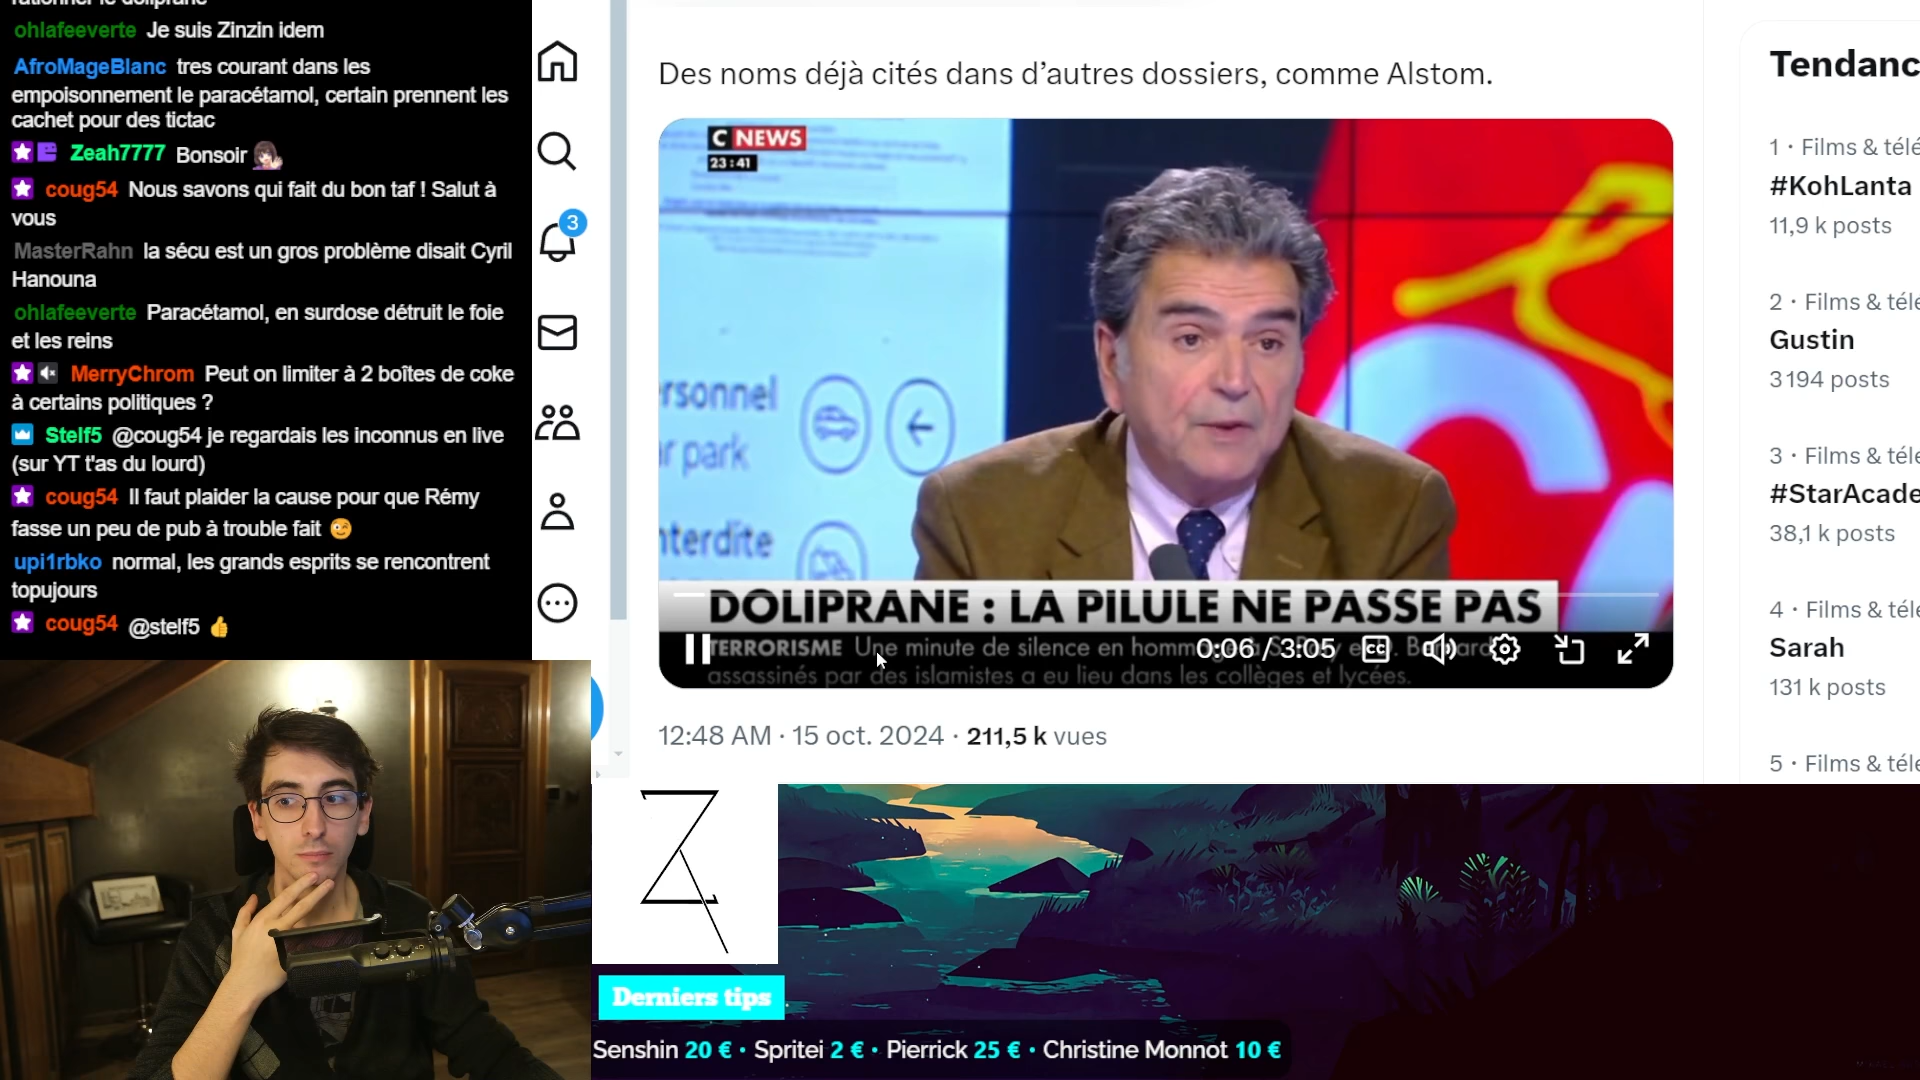 ohlafeeverte Je suis Zinzin idem
AfroMageBlanc tres courant dans les
empoisonnement le paracétamol, certain prennent les
cachet pour des tictac
Zeah7777 Bonsoir
coug54 Nous savons qui fait du bon taf ! Salut à
vous
MasterRahn la sécu est un gros problème disait Cyril
Hanouna
ohlafeeverte Paracétamol, en surdose détruit le foie
et les reins
MerryChrom Peut on limiter à 2 boîtes de coke
à certains politiques ?
Stelf5 @coug54 je regardais les inconnus en live
(sur YT t'as du lourd)
coug54 Il faut plaider la cause pour que Rémy
fasse un peu de pub à trouble fait 😉
upi1rbko normal, les grands esprits se rencontrent
topujours
coug54 @stelf5 👍
3
Des noms déjà cités dans d’autres dossiers, comme Alstom.
C NEWS
23:41
ersonnel
ar park
nterdite
DOLIPRANE : LA PILULE NE PASSE PAS
TERRORISME Une minute de silence en hommage à
assassinés par des islamistes a eu lieu dans les collèges et lycées.
0:06 / 3:05
CC
12:48 AM · 15 oct. 2024 · 211,5 k vues
Tendanc
1 · Films & télé
#KohLanta
11,9 k posts
2 · Films & télé
Gustin
3 194 posts
3 · Films & télé
#StarAcade
38,1 k posts
4 · Films & télé
Sarah
131 k posts
5 · Films & télé
Derniers tips
Senshin 20 € · Spritei 2 € · Pierrick 25 € · Christine Monnot 10 €